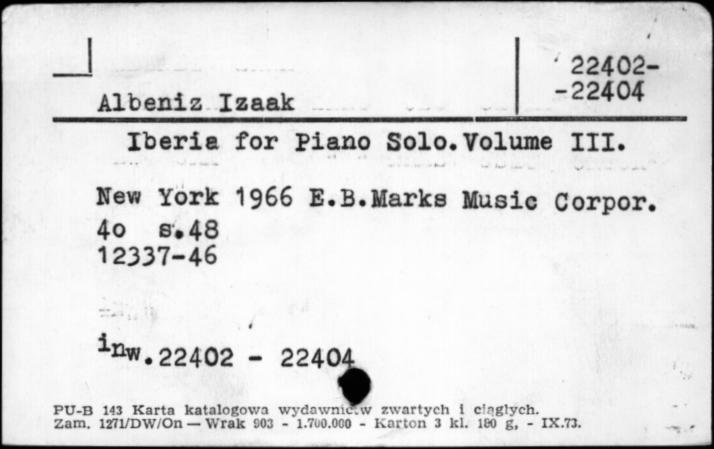 22402-
-22404
Albeniz Izaak
Iberia for Piano Solo.Volume III.
New York 1966 E.B.Marks Music Corpor.
4o s.48
12337-46
inw.22402 - 22404
PU-B 143 Karta katalogowa wydawnictw zwartych i ciągłych.
Zam. 1271/DW/On — Wrak 903 - 1.700.000 - Karton 3 kl. 180 g, - IX.73.